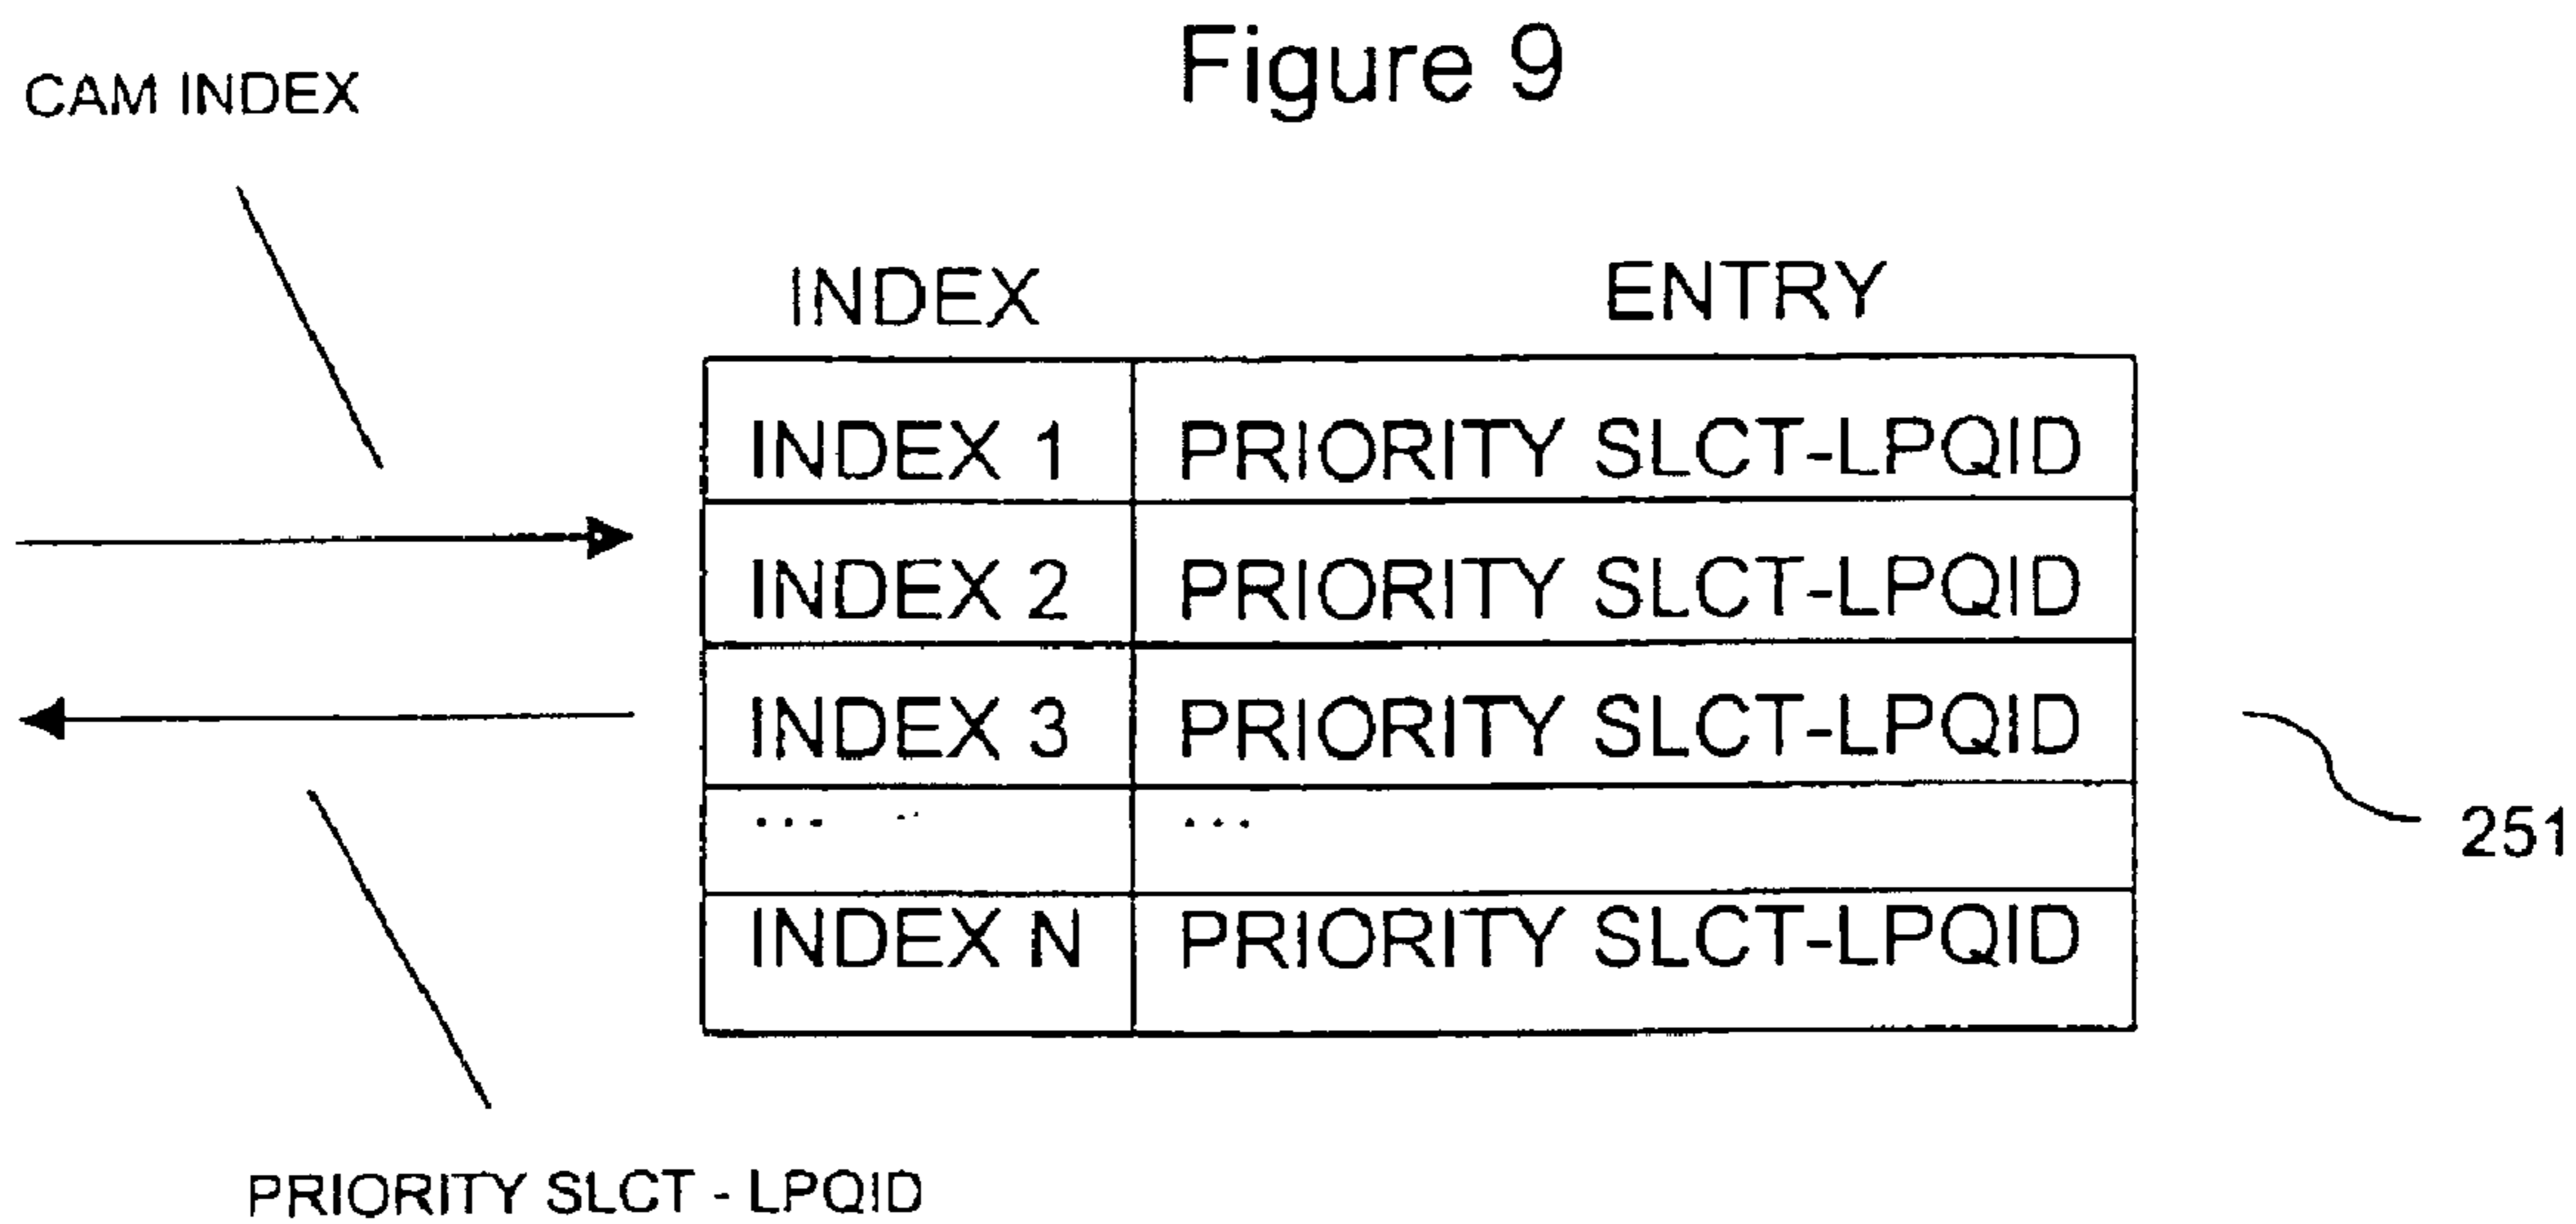 Figure 9
CAM INDEX
INDEX ENTRY
INDEX 1 PRIORITY SLCT-LPQID
INDEX 2 PRIORITY SLCT-LPQID
INDEX 3 PRIORITY SLCT-LPQID
... ...
INDEX N PRIORITY SLCT-LPQID
251
PRIORITY SLCT - LPQID